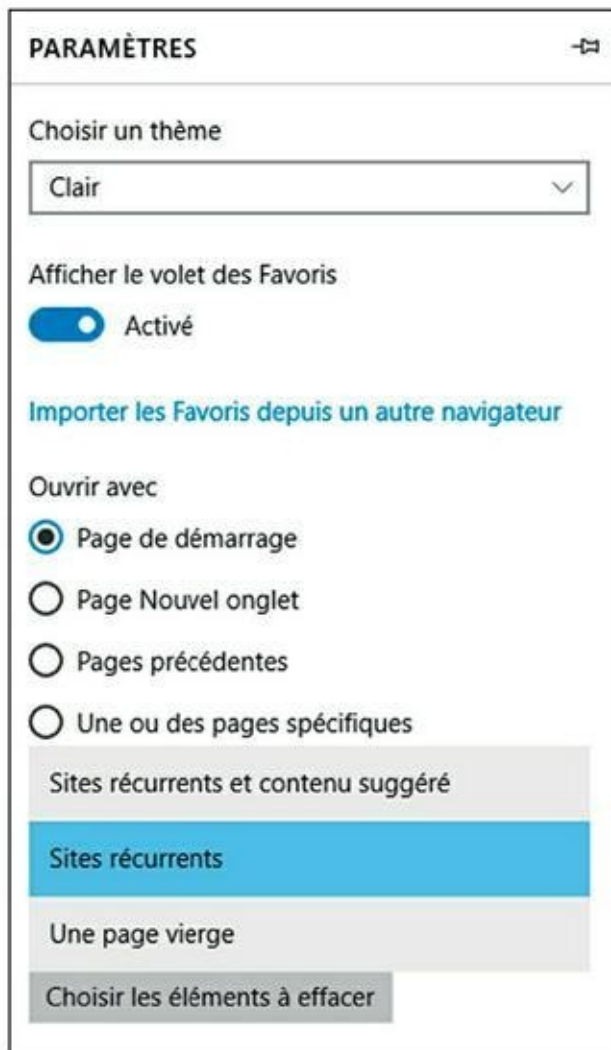 PARAMÈTRES
Choisir un thème
Clair
Afficher le volet des Favoris
Activé
Importer les Favoris depuis un autre navigateur
Ouvrir avec
Page de démarrage
Page Nouvel onglet
Pages précédentes
Une ou des pages spécifiques
Sites récurrents et contenu suggéré
Sites récurrents
Une page vierge
Choisir les éléments à effacer